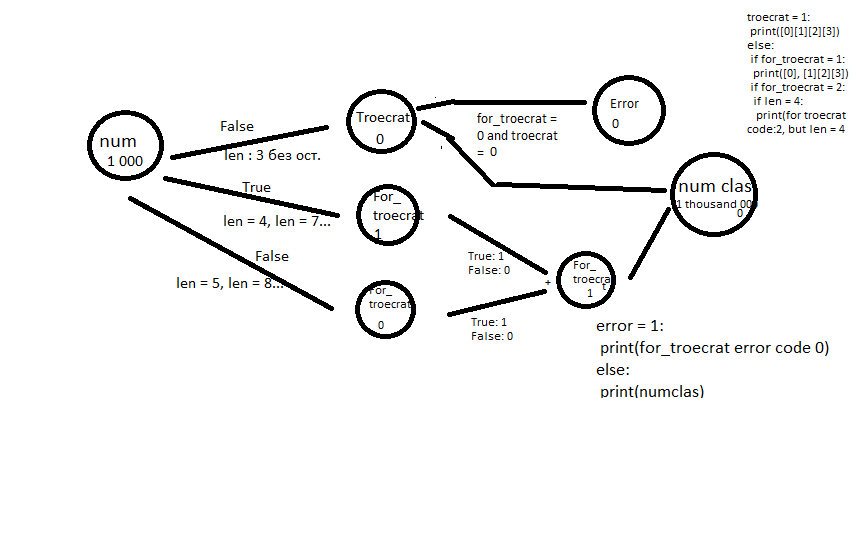 troecrat = 1:
print([0][1][2][3])
else:
if for_troecrat = 1:
print([0], [1][2][3])
if for_troecrat = 2:
if len = 4:
print(for troecrat
code:2, but len = 4
num
1 000
False
len : 3 без ост.
True
len = 4, len = 7...
False
len = 5, len = 8...
Troecrat
0
For_
troecrat
1
For_
troecrat
0
for_troecrat =
0 and troecrat
= 0
Error
0
True: 1
False: 0
True: 1
False: 0
+
For_
troecrat
1
num clas
1 thousand 00
0
error = 1:
print(for_troecrat error code 0)
else:
print(numclas)